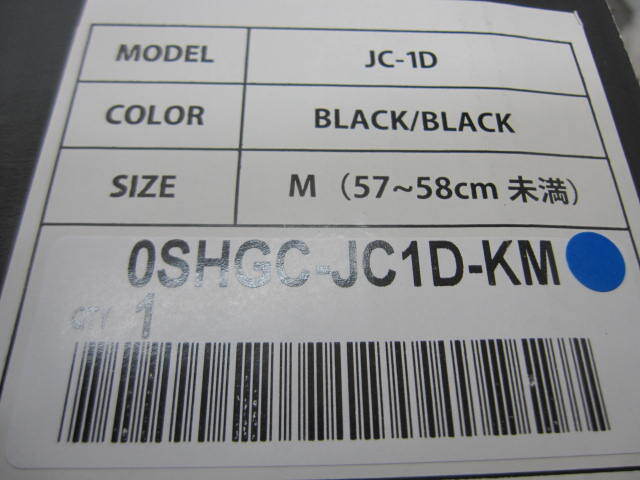 MODEL JC-1D
COLOR BLACK/BLACK
SIZE M（57~58cm 未満）
0SHGC-JC1D-KM
QTY 1